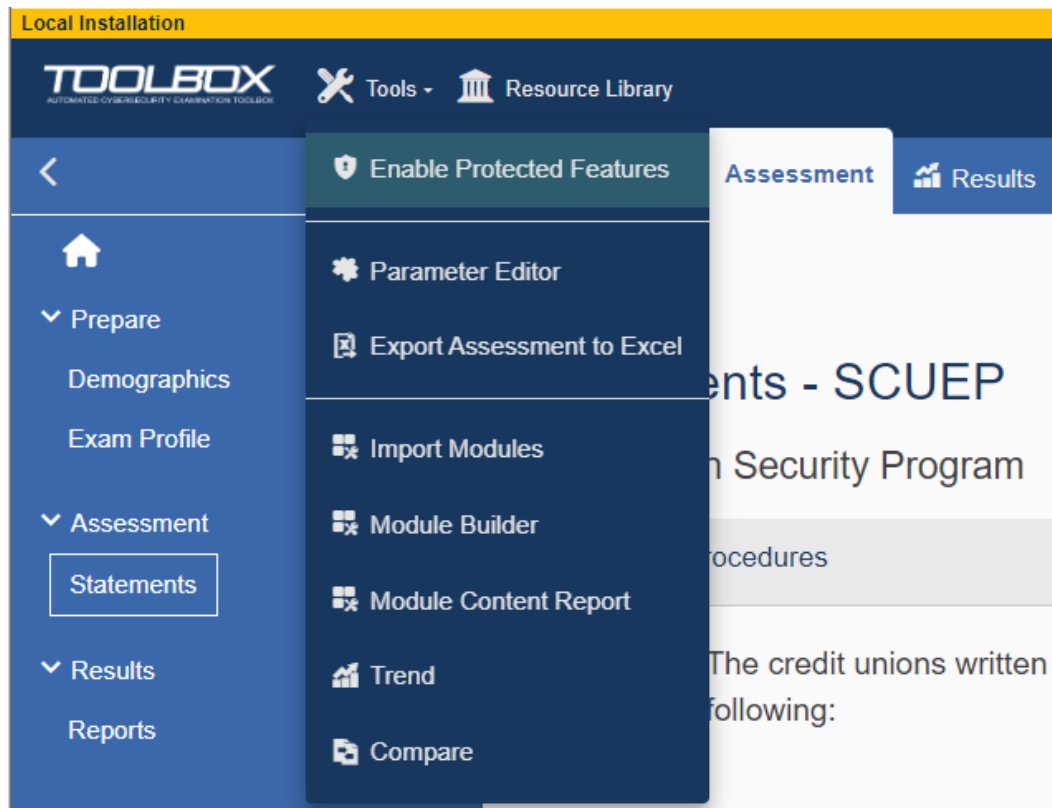 Local Installation
TOOLBOX
AUTOMATED CYBERSECURITY EXAMINATION TOOLBOX
Tools
Resource Library
Enable Protected Features
Assessment
Results
Parameter Editor
Prepare
Export Assessment to Excel
Demographics
ents - SCUEP
Exam Profile
Import Modules
n Security Program
Assessment
Module Builder
ocedures
Statements
Module Content Report
Results
Trend
The credit unions written
following:
Reports
Compare